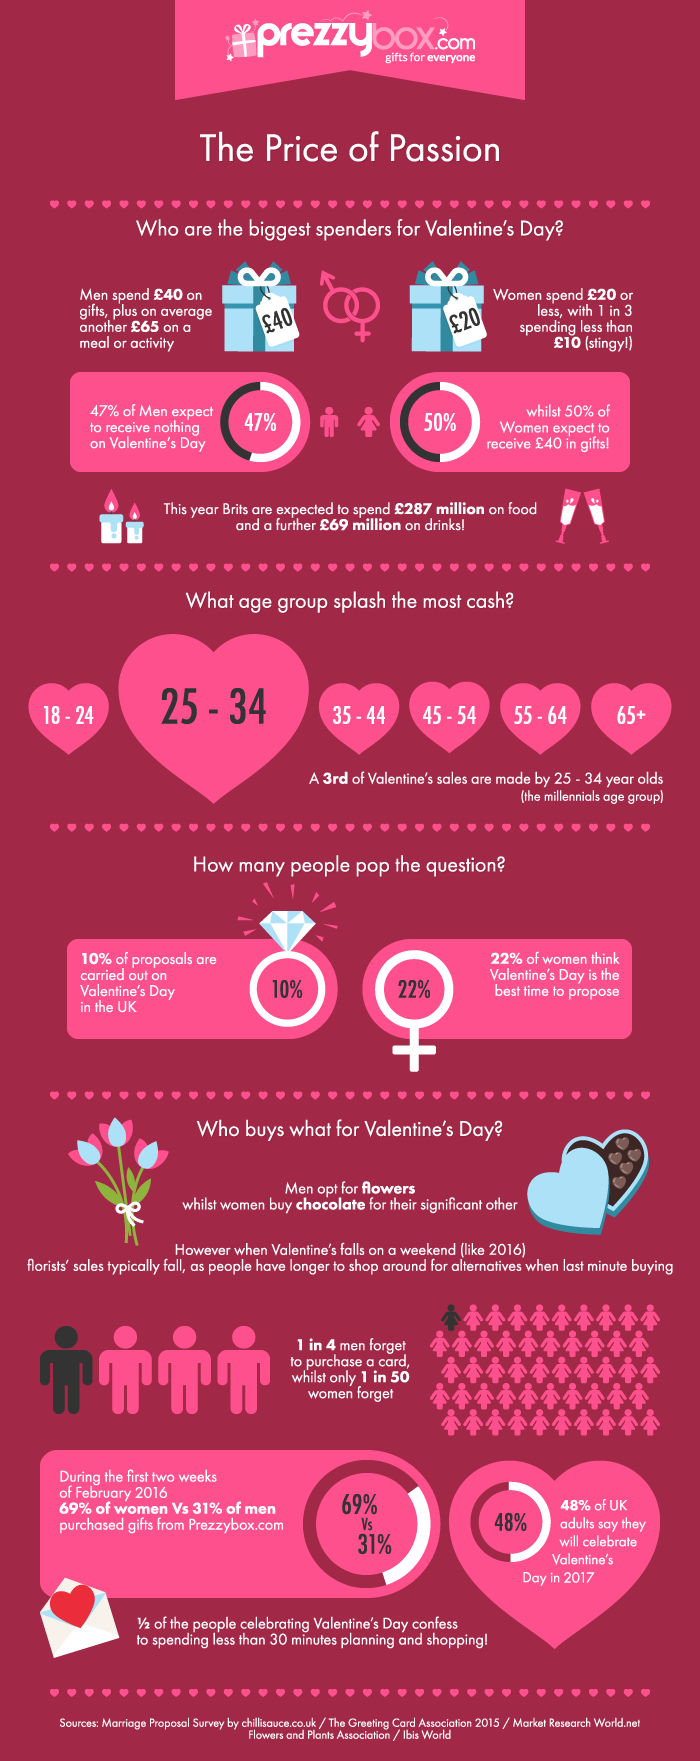 prezzybox.com
gifts for everyone
The Price of Passion
Who are the biggest spenders for Valentine's Day?
Men spend £40 on
gifts, plus on average
another £65 on a
meal or activity
£40
£20
Women spend £20 or
less, with 1 in 3
spending less than
£10 (stingy!)
47% of Men expect
to receive nothing
on Valentine's Day
47%
50%
whilst 50% of
Women expect to
receive £40 in gifts!
This year Brits are expected to spend £287 million on food
and a further £69 million on drinks!
What age group splash the most cash?
18 - 24
25 - 34
35 - 44
45 - 54
55 - 64
65+
A 3rd of Valentine's sales are made by 25 - 34 year olds
(the millennials age group)
How many people pop the question?
10% of proposals are
carried out on
Valentine's Day
in the UK
10%
22%
22% of women think
Valentine's Day is the
best time to propose
Who buys what for Valentine's Day?
Men opt for flowers
whilst women buy chocolate for their significant other
However when Valentine's falls on a weekend (like 2016)
florists' sales typically fall, as people have longer to shop around for alternatives when last minute buying
1 in 4 men forget
to purchase a card,
whilst only 1 in 50
women forget
During the first two weeks
of February 2016
69% of women Vs 31% of men
purchased gifts from Prezzybox.com
69%
Vs
31%
48%
48% of UK
adults say they
will celebrate
Valentine's
Day in 2017
½ of the people celebrating Valentine's Day confess
to spending less than 30 minutes planning and shopping!
Sources: Marriage Proposal Survey by chillisauce.co.uk / The Greeting Card Association 2015 / Market Research World.net
Flowers and Plants Association / Ibis World